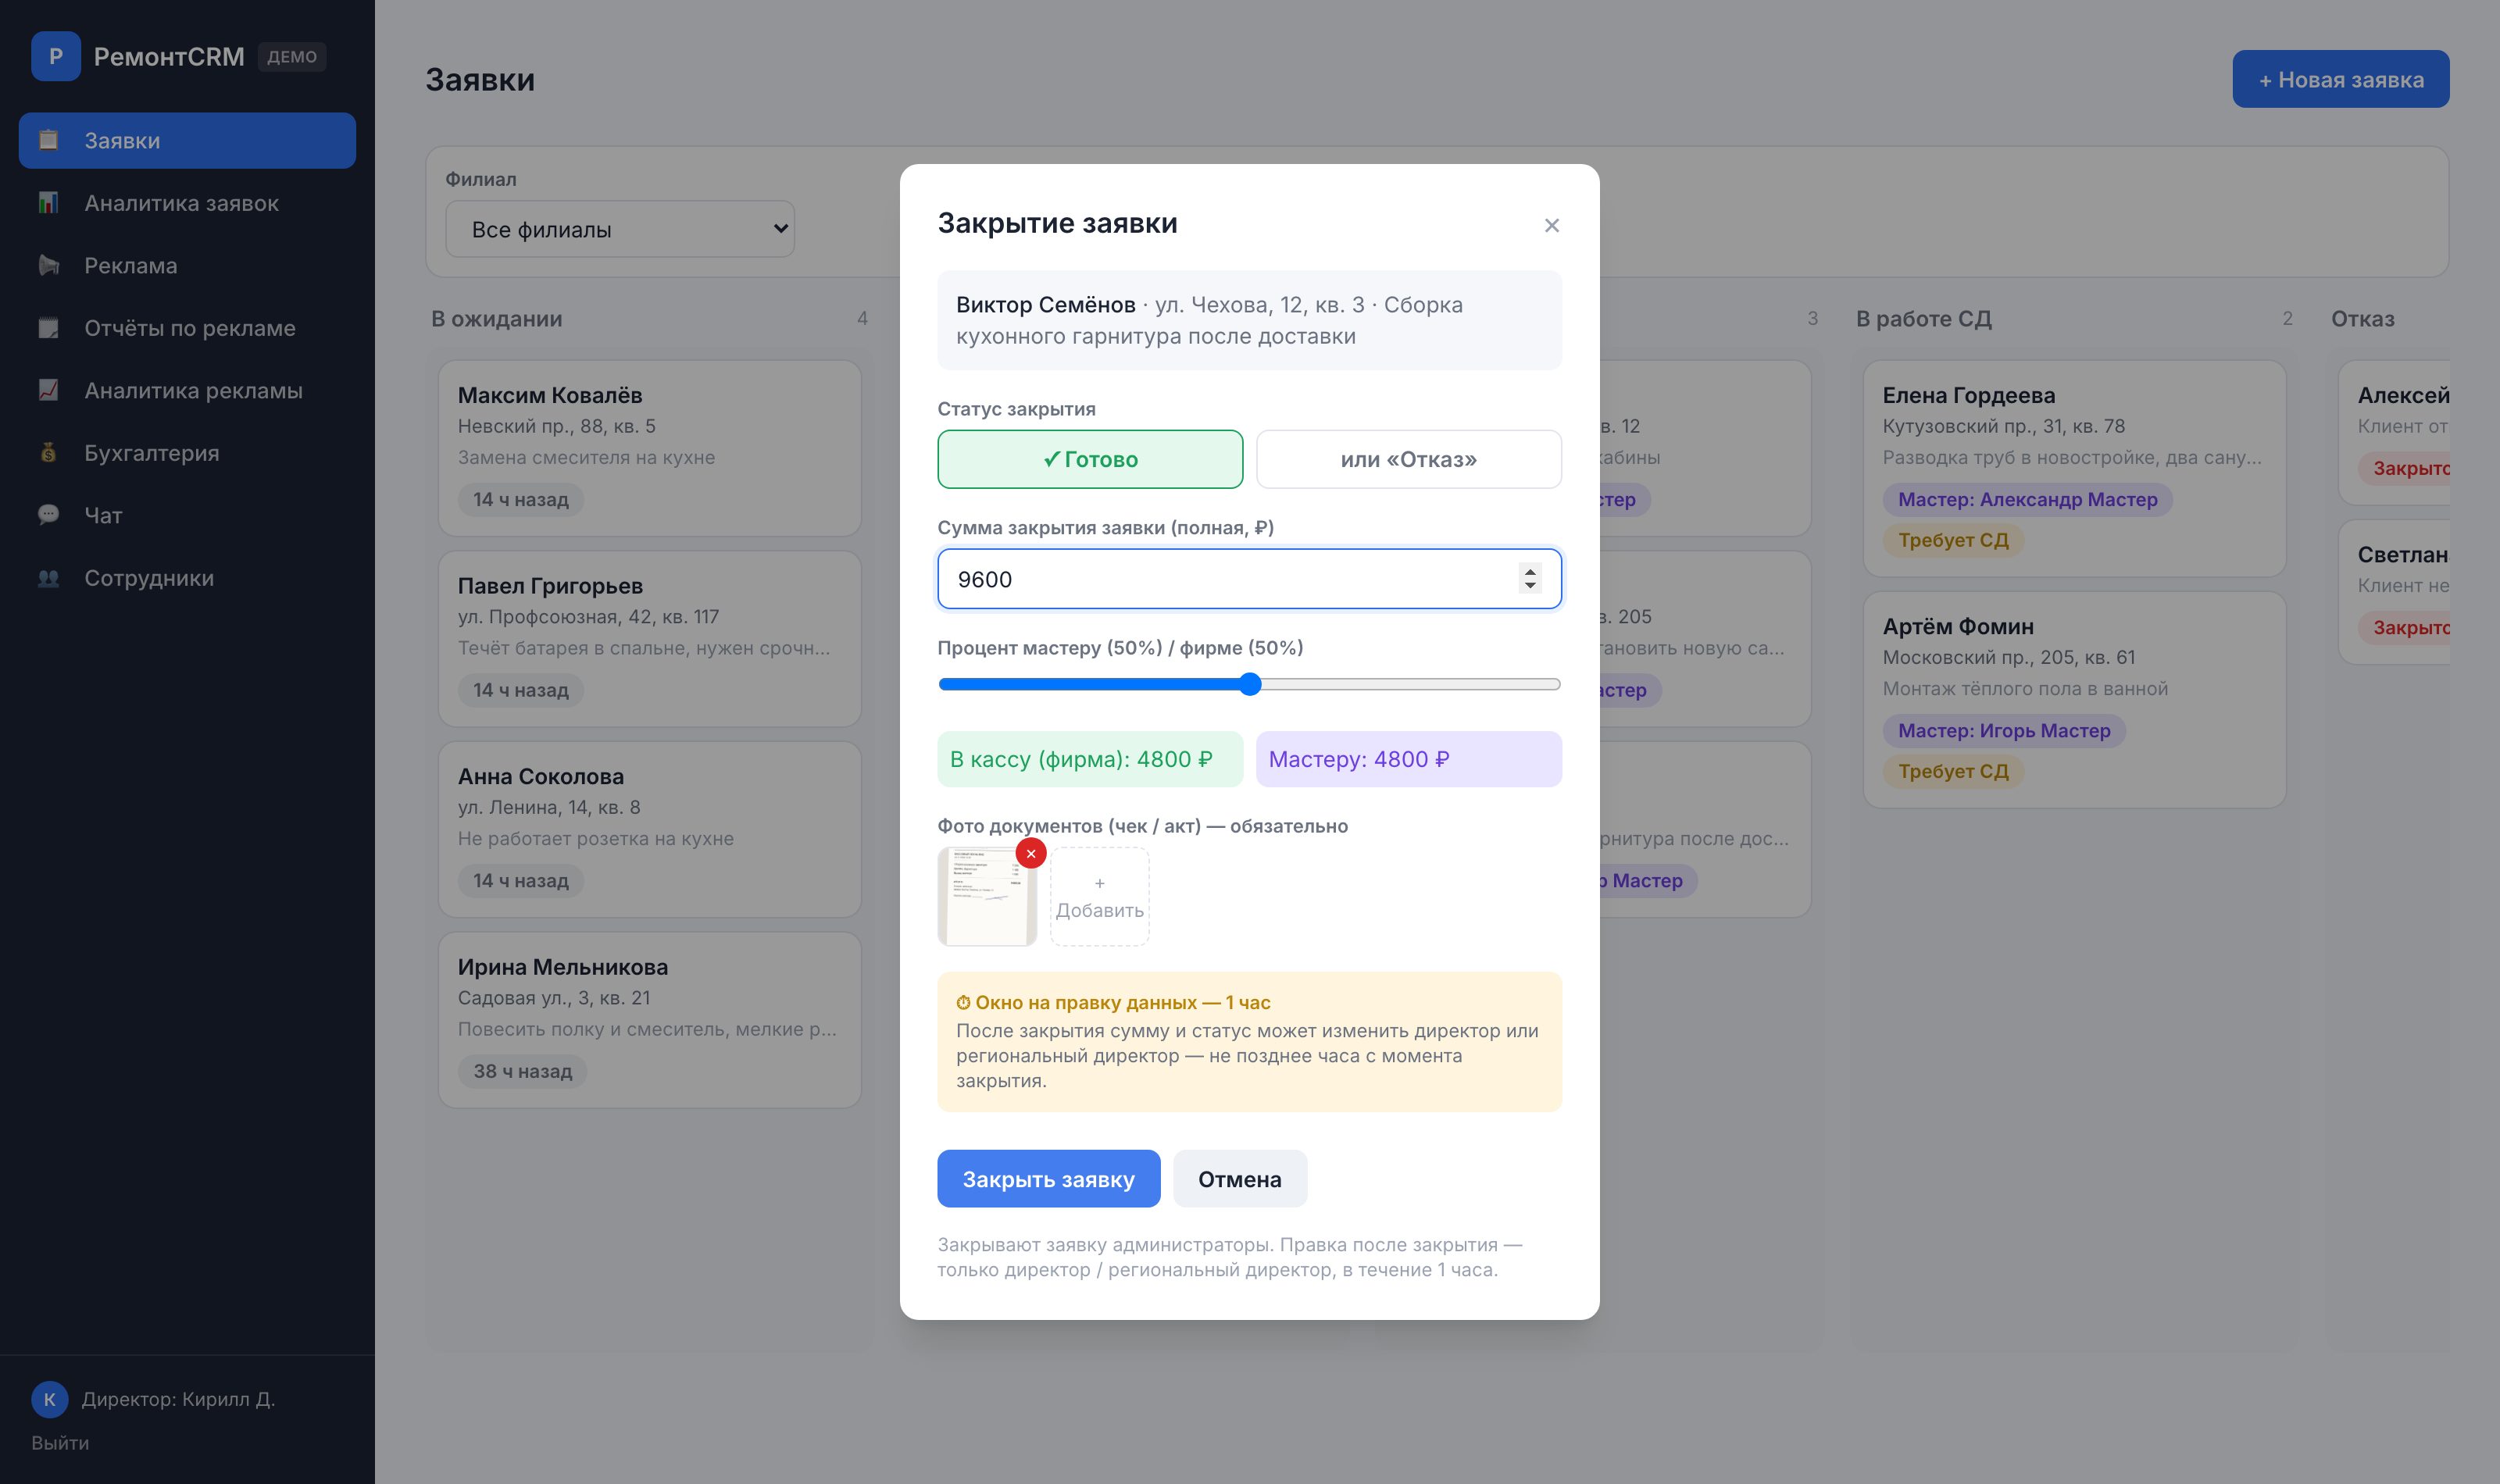 Р
РемонтCRM
ДЕМО
Заявки
Аналитика заявок
Реклама
Отчёты по рекламе
Аналитика рекламы
Бухгалтерия
Чат
Сотрудники
К
Директор: Кирилл Д.
Выйти
Заявки
+ Новая заявка
Филиал
Все филиалы
В ожидании
4
Максим Ковалёв
Невский пр., 88, кв. 5
Замена смесителя на кухне
14 ч назад
Павел Григорьев
ул. Профсоюзная, 42, кв. 117
Течёт батарея в спальне, нужен срочн...
14 ч назад
Анна Соколова
ул. Ленина, 14, кв. 8
Не работает розетка на кухне
14 ч назад
Ирина Мельникова
Садовая ул., 3, кв. 21
Повесить полку и смеситель, мелкие р...
38 ч назад
Закрытие заявки
×
Виктор Семёнов · ул. Чехова, 12, кв. 3 · Сборка
кухонного гарнитура после доставки
Статус закрытия
✓ Готово
или «Отказ»
Сумма закрытия заявки (полная, ₽)
9600
Процент мастеру (50%) / фирме (50%)
В кассу (фирма): 4800 ₽
Мастеру: 4800 ₽
Фото документов (чек / акт) — обязательно
×
+
Добавить
⏱ Окно на правку данных — 1 час
После закрытия сумму и статус может изменить директор или
региональный директор — не позднее часа с момента
закрытия.
Закрыть заявку
Отмена
Закрывают заявку администраторы. Правка после закрытия —
только директор / региональный директор, в течение 1 часа.
3
в. 12
кабины
стер
в. 205
тановить новую са...
астер
рнитура после дос...
р Мастер
В работе СД
2
Елена Гордеева
Кутузовский пр., 31, кв. 78
Разводка труб в новостройке, два сану...
Мастер: Александр Мастер
Требует СД
Артём Фомин
Московский пр., 205, кв. 61
Монтаж тёплого пола в ванной
Мастер: Игорь Мастер
Требует СД
Отказ
Алексей
Клиент от
Закрыто
Светлан
Клиент не
Закрыто